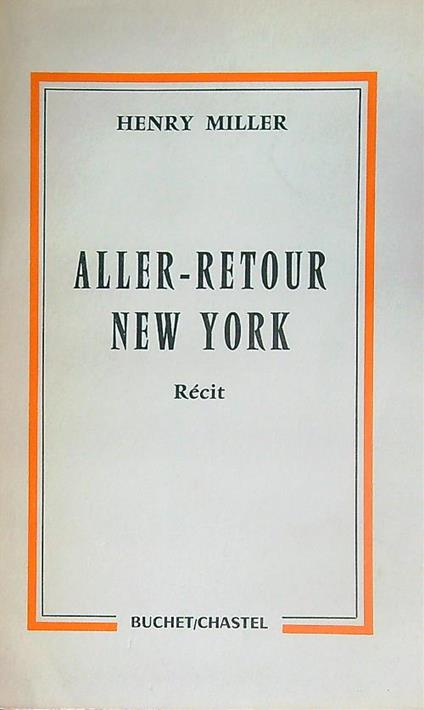 HENRY MILLER
ALLER-RETOUR
NEW YORK
Récit
BUCHET/CHASTEL